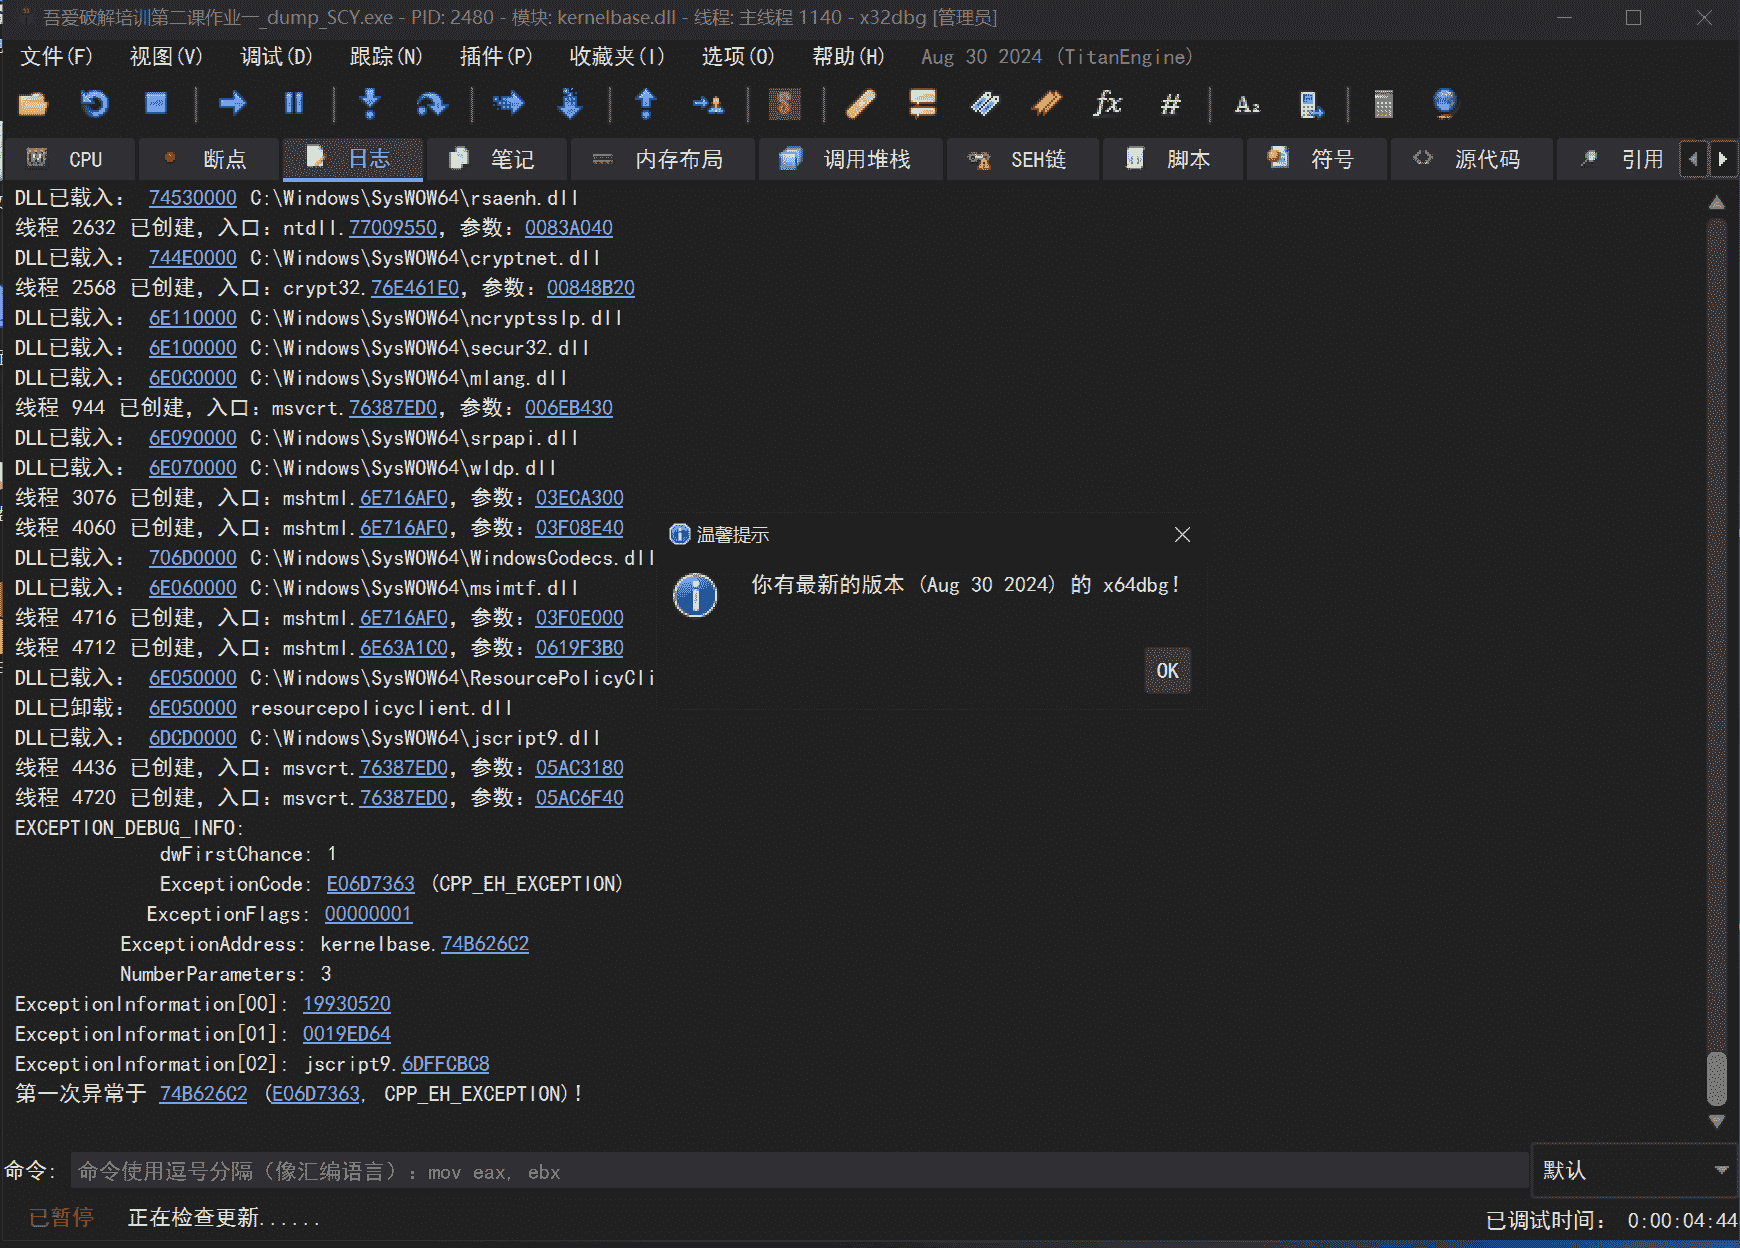 吾爱破解培训第二课作业一_dump_SCY.exe - PID: 2480 - 模块: kernelbase.dll - 线程: 主线程 1140 - x32dbg [管理员]
文件(F) 视图(V) 调试(D) 跟踪(N) 插件(P) 收藏夹(I) 选项(O) 帮助(H) Aug 30 2024 (TitanEngine)
CPU 断点 日志 笔记 内存布局 调用堆栈 SEH链 脚本 符号 源代码 引用
DLL已载入: 74530000 C:\Windows\SysWOW64\rsaenh.dll
线程 2632 已创建, 入口: ntdll.77009550, 参数: 0083A040
DLL已载入: 744E0000 C:\Windows\SysWOW64\cryptnet.dll
线程 2568 已创建, 入口: crypt32.76E461E0, 参数: 00848B20
DLL已载入: 6E110000 C:\Windows\SysWOW64\ncryptsslp.dll
DLL已载入: 6E100000 C:\Windows\SysWOW64\secur32.dll
DLL已载入: 6E0C0000 C:\Windows\SysWOW64\mlang.dll
线程 944 已创建, 入口: msvcrt.76387ED0, 参数: 006EB430
DLL已载入: 6E090000 C:\Windows\SysWOW64\srpapi.dll
DLL已载入: 6E070000 C:\Windows\SysWOW64\wldp.dll
线程 3076 已创建, 入口: mshtml.6E716AF0, 参数: 03ECA300
线程 4060 已创建, 入口: mshtml.6E716AF0, 参数: 03F08E40
DLL已载入: 706D0000 C:\Windows\SysWOW64\WindowsCodecs.dll
DLL已载入: 6E060000 C:\Windows\SysWOW64\msimtf.dll
线程 4716 已创建, 入口: mshtml.6E716AF0, 参数: 03F0E000
线程 4712 已创建, 入口: mshtml.6E63A1C0, 参数: 0619F3B0
DLL已载入: 6E050000 C:\Windows\SysWOW64\ResourcePolicyCli
DLL已卸载: 6E050000 resourcepolicyclient.dll
DLL已载入: 6DCD0000 C:\Windows\SysWOW64\jscript9.dll
线程 4436 已创建, 入口: msvcrt.76387ED0, 参数: 05AC3180
线程 4720 已创建, 入口: msvcrt.76387ED0, 参数: 05AC6F40
EXCEPTION_DEBUG_INFO:
dwFirstChance: 1
ExceptionCode: E06D7363 (CPP_EH_EXCEPTION)
ExceptionFlags: 00000001
ExceptionAddress: kernelbase.74B626C2
NumberParameters: 3
ExceptionInformation[00]: 19930520
ExceptionInformation[01]: 0019ED64
ExceptionInformation[02]: jscript9.6DFFCBC8
第一次异常于 74B626C2 (E06D7363, CPP_EH_EXCEPTION)!
温馨提示
你有最新的版本 (Aug 30 2024) 的 x64dbg!
OK
命令: 命令使用逗号分隔（像汇编语言）: mov eax, ebx 默认
已暂停 正在检查更新...... 已调试时间: 0:00:04:44